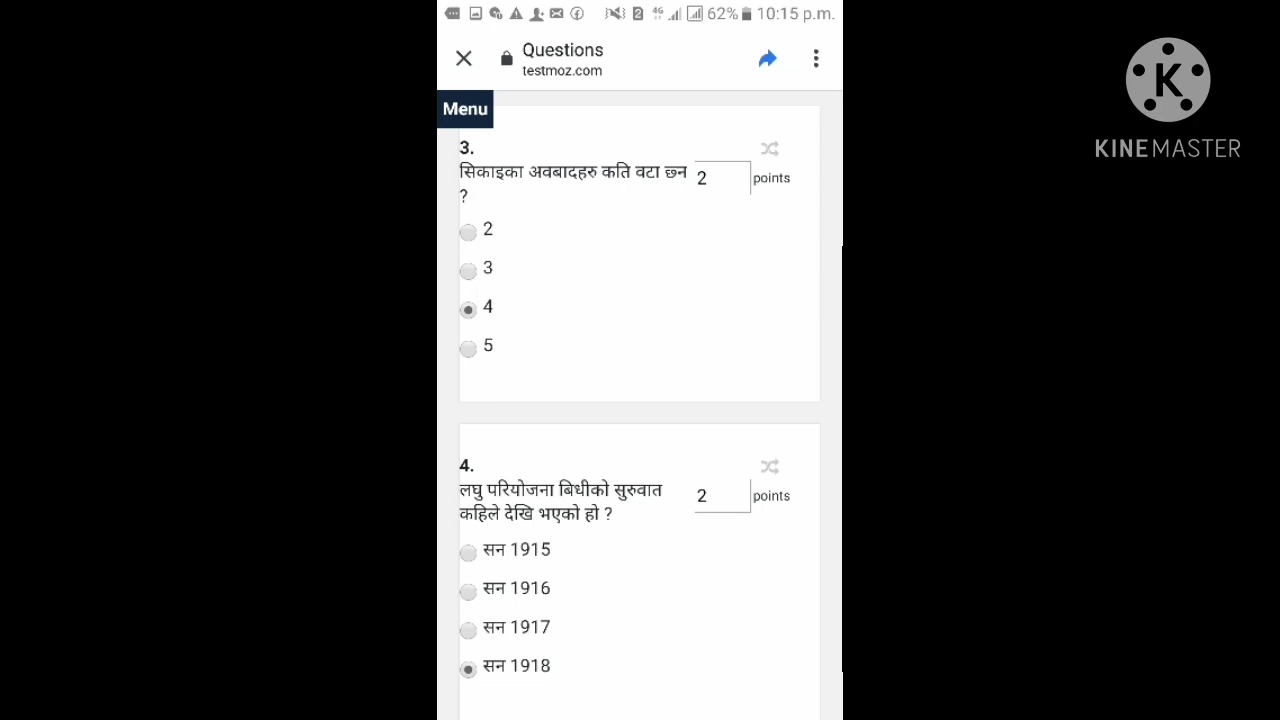 62% 10:15 p.m.
Questions
testmoz.com
Menu
3.
सिकाइका अवबादहरु कति वटा छन 2 points
?
2
3
4
5
4.
लघु परियोजना बिधीको सुरुवात 2 points
कहिले देखि भएको हो ?
सन 1915
सन 1916
सन 1917
सन 1918
K
KINEMASTER